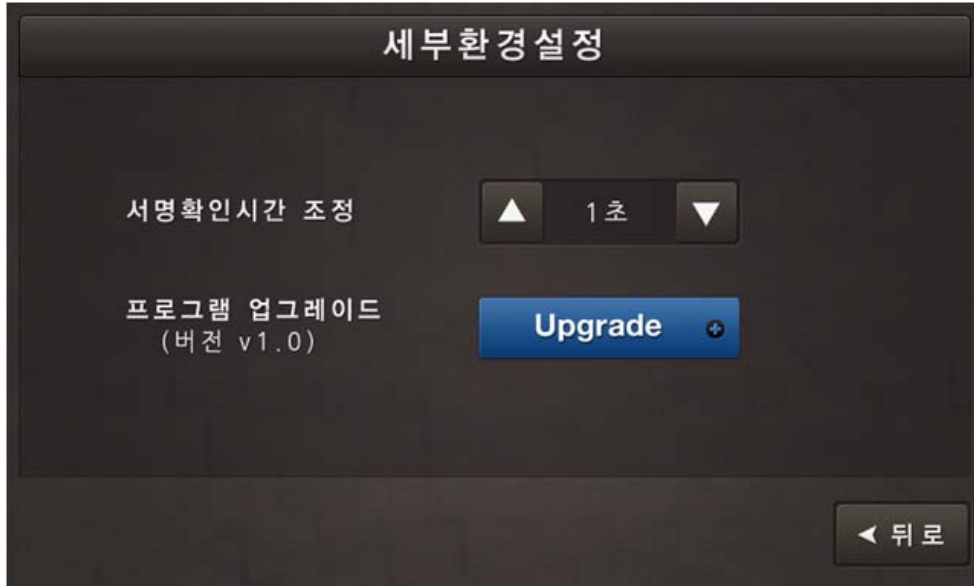 세부환경설정
서명확인시간 조정
1초
프로그램 업그레이드
(버전 v1.0)
Upgrade
뒤로